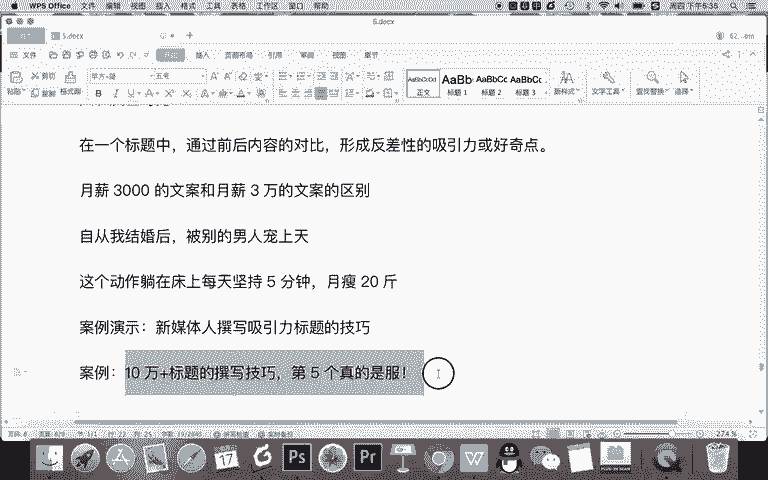 WPS Office 文件 编辑 视图 插入 格式 工具 表格 工作区 窗口 帮助 周四 下午5:35
5.docx
5.docx
文件 开始 插入 页面布局 引用 审阅 视图 章节
粘贴 剪切 复制 格式刷 五号 B I U A AaBbCcDd 正文 AaBb 标题 1 AaBbCc 标题 2 AaBbCc 标题 3 新样式 文字工具 查找替换 选择
在一个标题中，通过前后内容的对比，形成反差性的吸引力或好奇点。
月薪 3000 的文案和月薪 3 万的文案的区别
自从我结婚后，被别的男人宠上天
这个动作躺在床上每天坚持 5 分钟，月瘦 20 斤
案例演示：新媒体人撰写吸引力标题的技巧
案例：10 万+标题的撰写技巧，第 5 个真的是服！
274 %
17 Ps Pr W